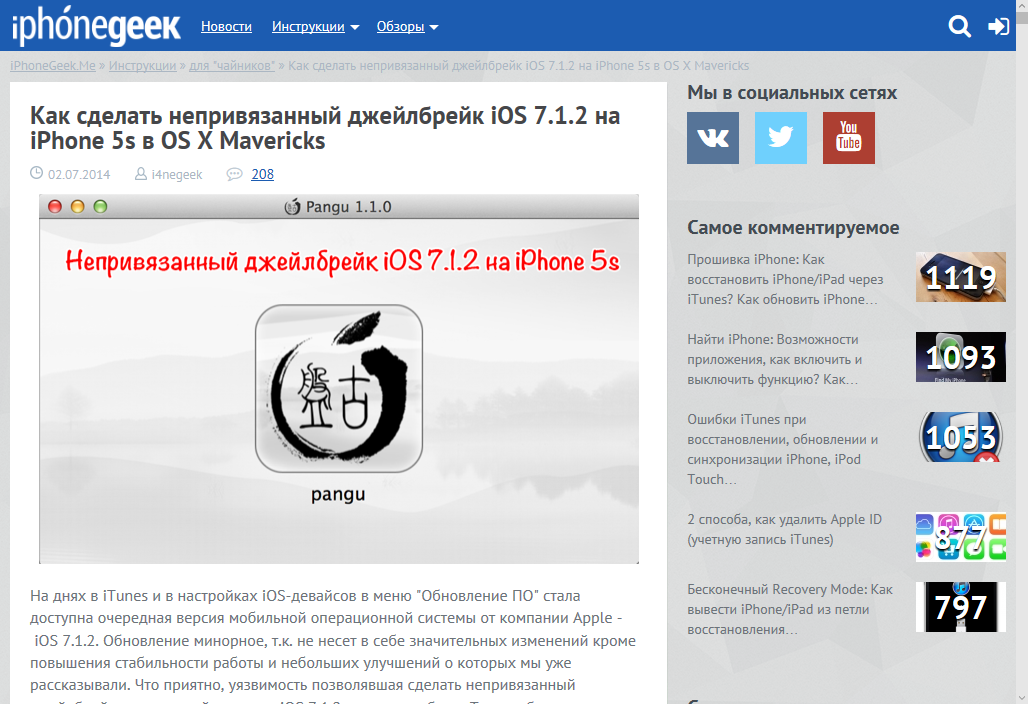 iphónegeek
Новости Инструкции Обзоры
iPhoneGeek.Me » Инструкции » для "чайников" » Как сделать непривязанный джейлбрейк iOS 7.1.2 на iPhone 5s в OS X Mavericks
Как сделать непривязанный джейлбрейк iOS 7.1.2 на
iPhone 5s в OS X Mavericks
02.07.2014 i4negeek 208
Pangu 1.1.0
Непривязанный джейлбрейк iOS 7.1.2 на iPhone 5s
盤古
pangu
На днях в iTunes и в настройках iOS-девайсов в меню "Обновление ПО" стала
доступна очередная версия мобильной операционной системы от компании Apple -
iOS 7.1.2. Обновление минорное, т.к. не несет в себе значительных изменений кроме
повышения стабильности работы и небольших улучшений о которых мы уже
рассказывали. Что приятно, уязвимость позволявшая сделать непривязанный
Мы в социальных сетях
You
Tube
Самое комментируемое
Прошивка iPhone: Как
восстановить iPhone/iPad через
iTunes? Как обновить iPhone…
1119
Найти iPhone: Возможности
приложения, как включить и
выключить функцию? Как…
1093
Find My iPhone
Ошибки iTunes при
восстановлении, обновлении и
синхронизации iPhone, iPod
Touch…
1053
2 способа, как удалить Apple ID
(учетную запись iTunes)
877
Бесконечный Recovery Mode: Как
вывести iPhone/iPad из петли
восстановления…
797